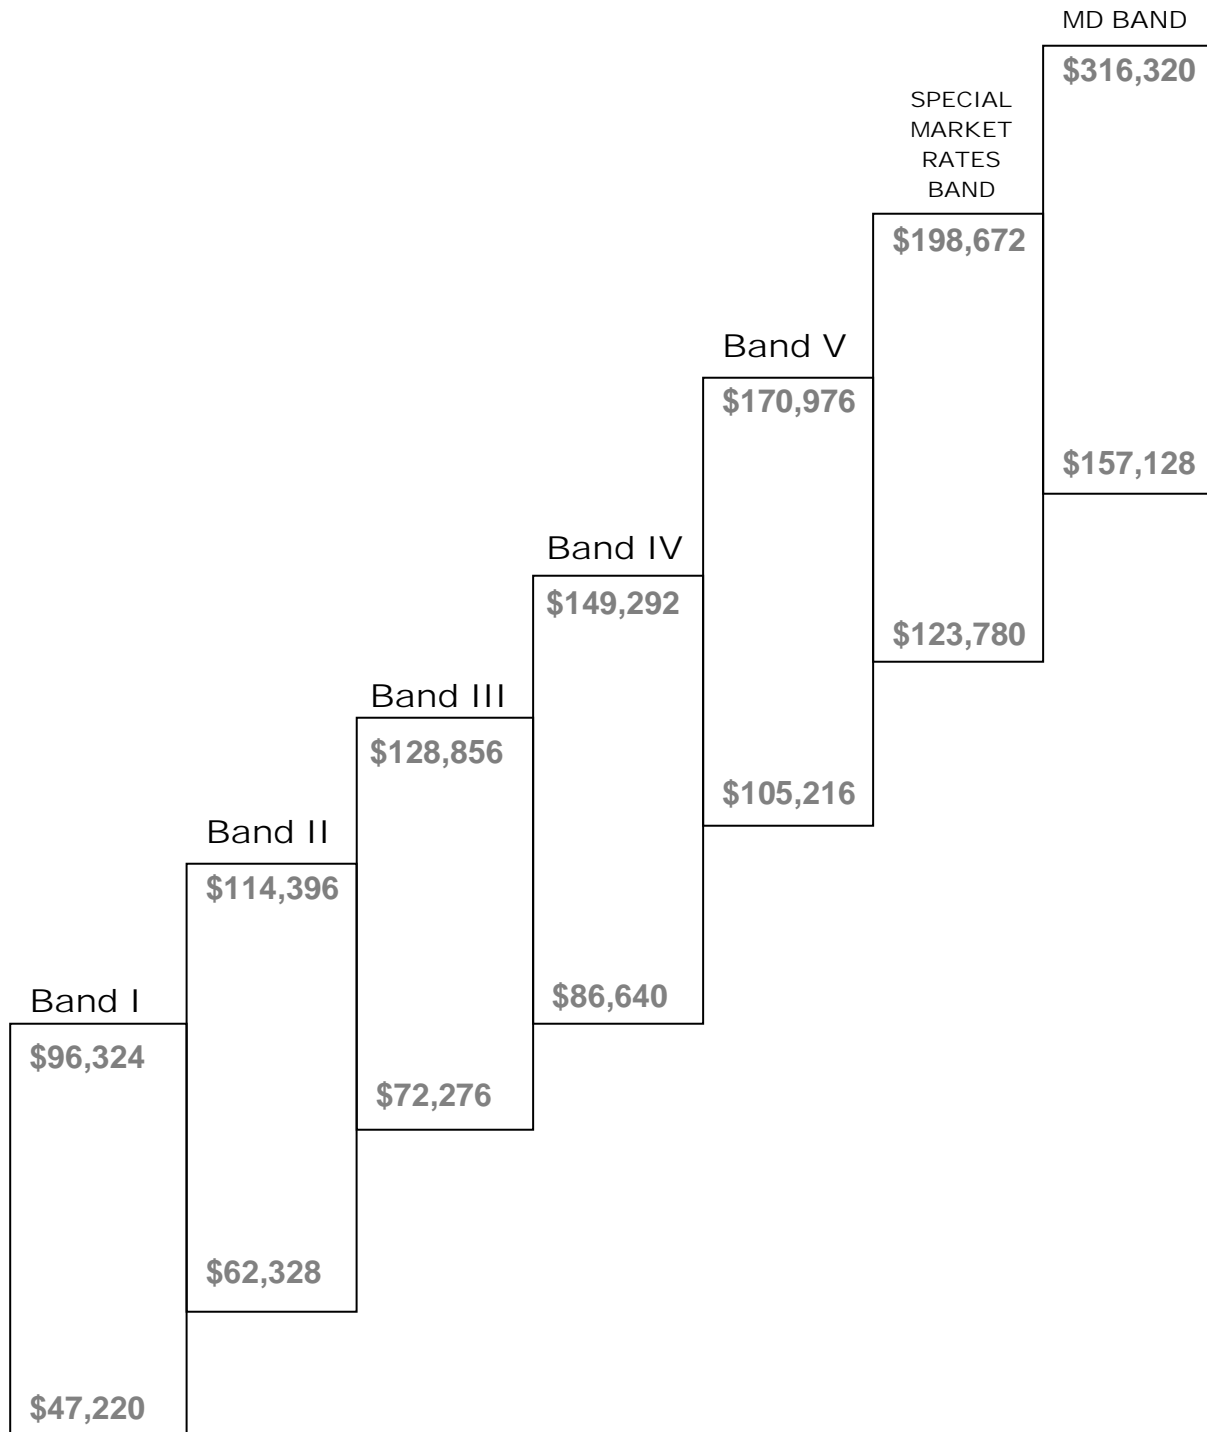 MD BAND
$316,320
$157,128
SPECIAL
MARKET
RATES
BAND
$198,672
$123,780
Band V
$170,976
$105,216
Band IV
$149,292
$86,640
Band III
$128,856
$72,276
Band II
$114,396
$62,328
Band I
$96,324
$47,220